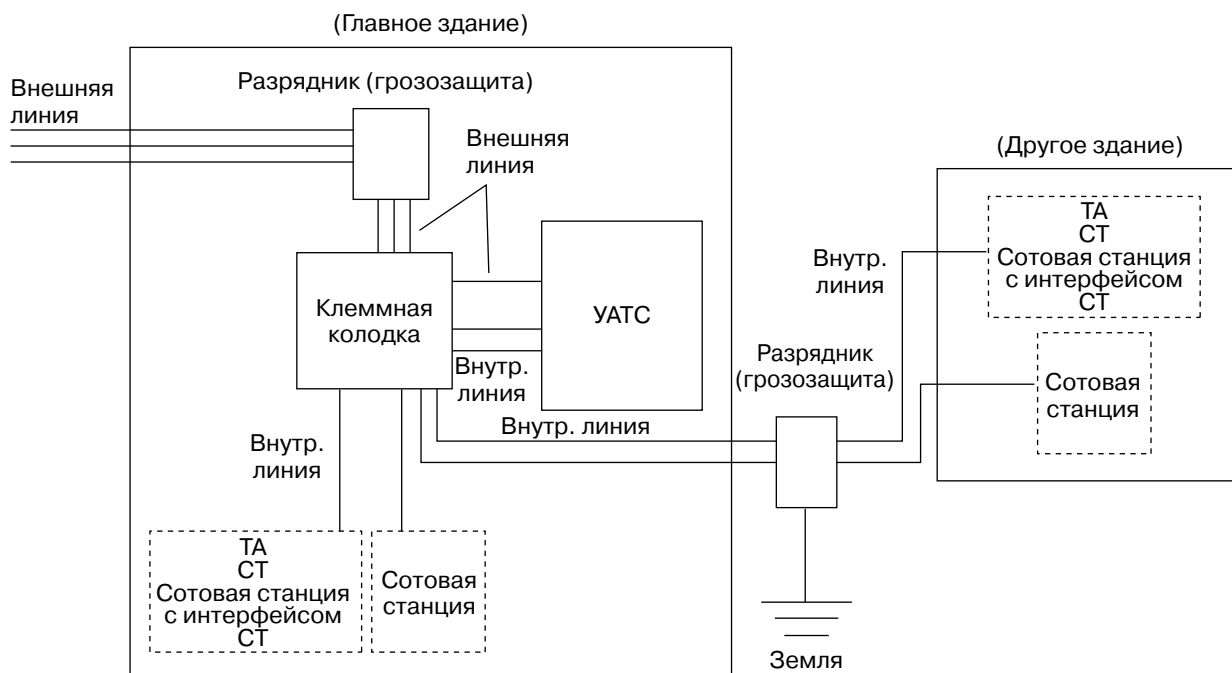 (Главное здание)
Внешняя
линия
Разрядник (грозозащита)
Внешняя
линия
(Другое здание)
ТА
СТ
Сотовая станция
с интерфейсом
СТ
Внутр.
линия
Клеммная
колодка
УАТС
Разрядник
(грозозащита)
Внутр.
линия
Сотовая
станция
Внутр. линия
Внутр.
линия
ТА
СТ
Сотовая станция
с интерфейсом
СТ
Сотовая
станция
Земля